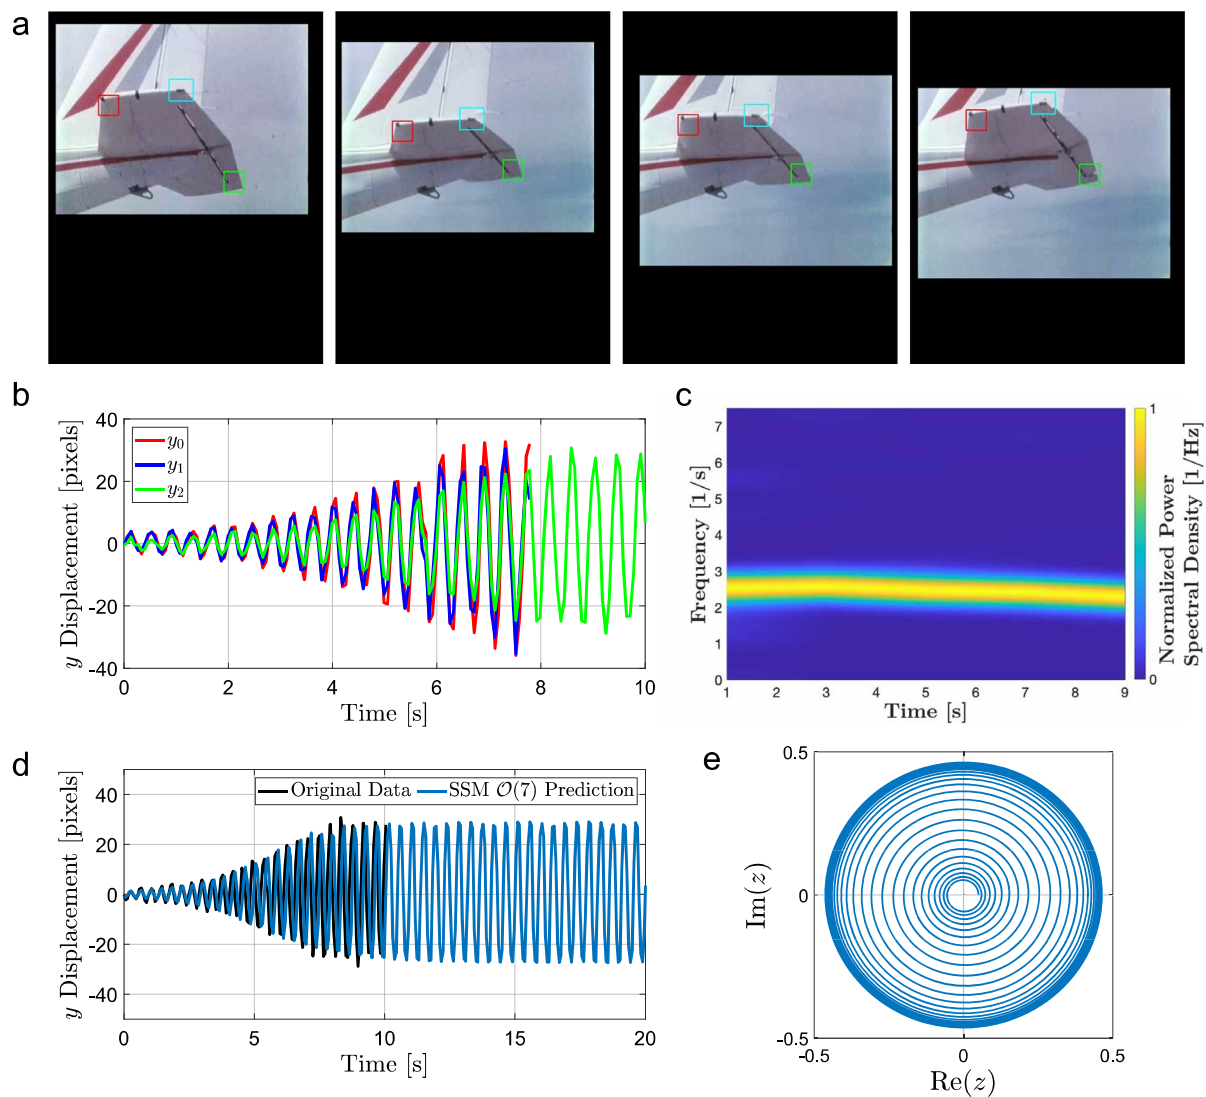 a
b
c
40
20
0
-20
-40
y Displacement [pixels]
y₀
y₁
y₂
0 2 4 6 8 10
Time [s]
7
6
5
4
3
2
1
0
Frequency [1/s]
1 2 3 4 5 6 7 8 9
Time [s]
1
0
Normalized Power
Spectral Density [1/Hz]
d
e
40
20
0
-20
-40
y Displacement [pixels]
Original Data
SSM 𝒪(7) Prediction
0 5 10 15 20
Time [s]
0.5
0
-0.5
Im(z)
-0.5 0 0.5
Re(z)